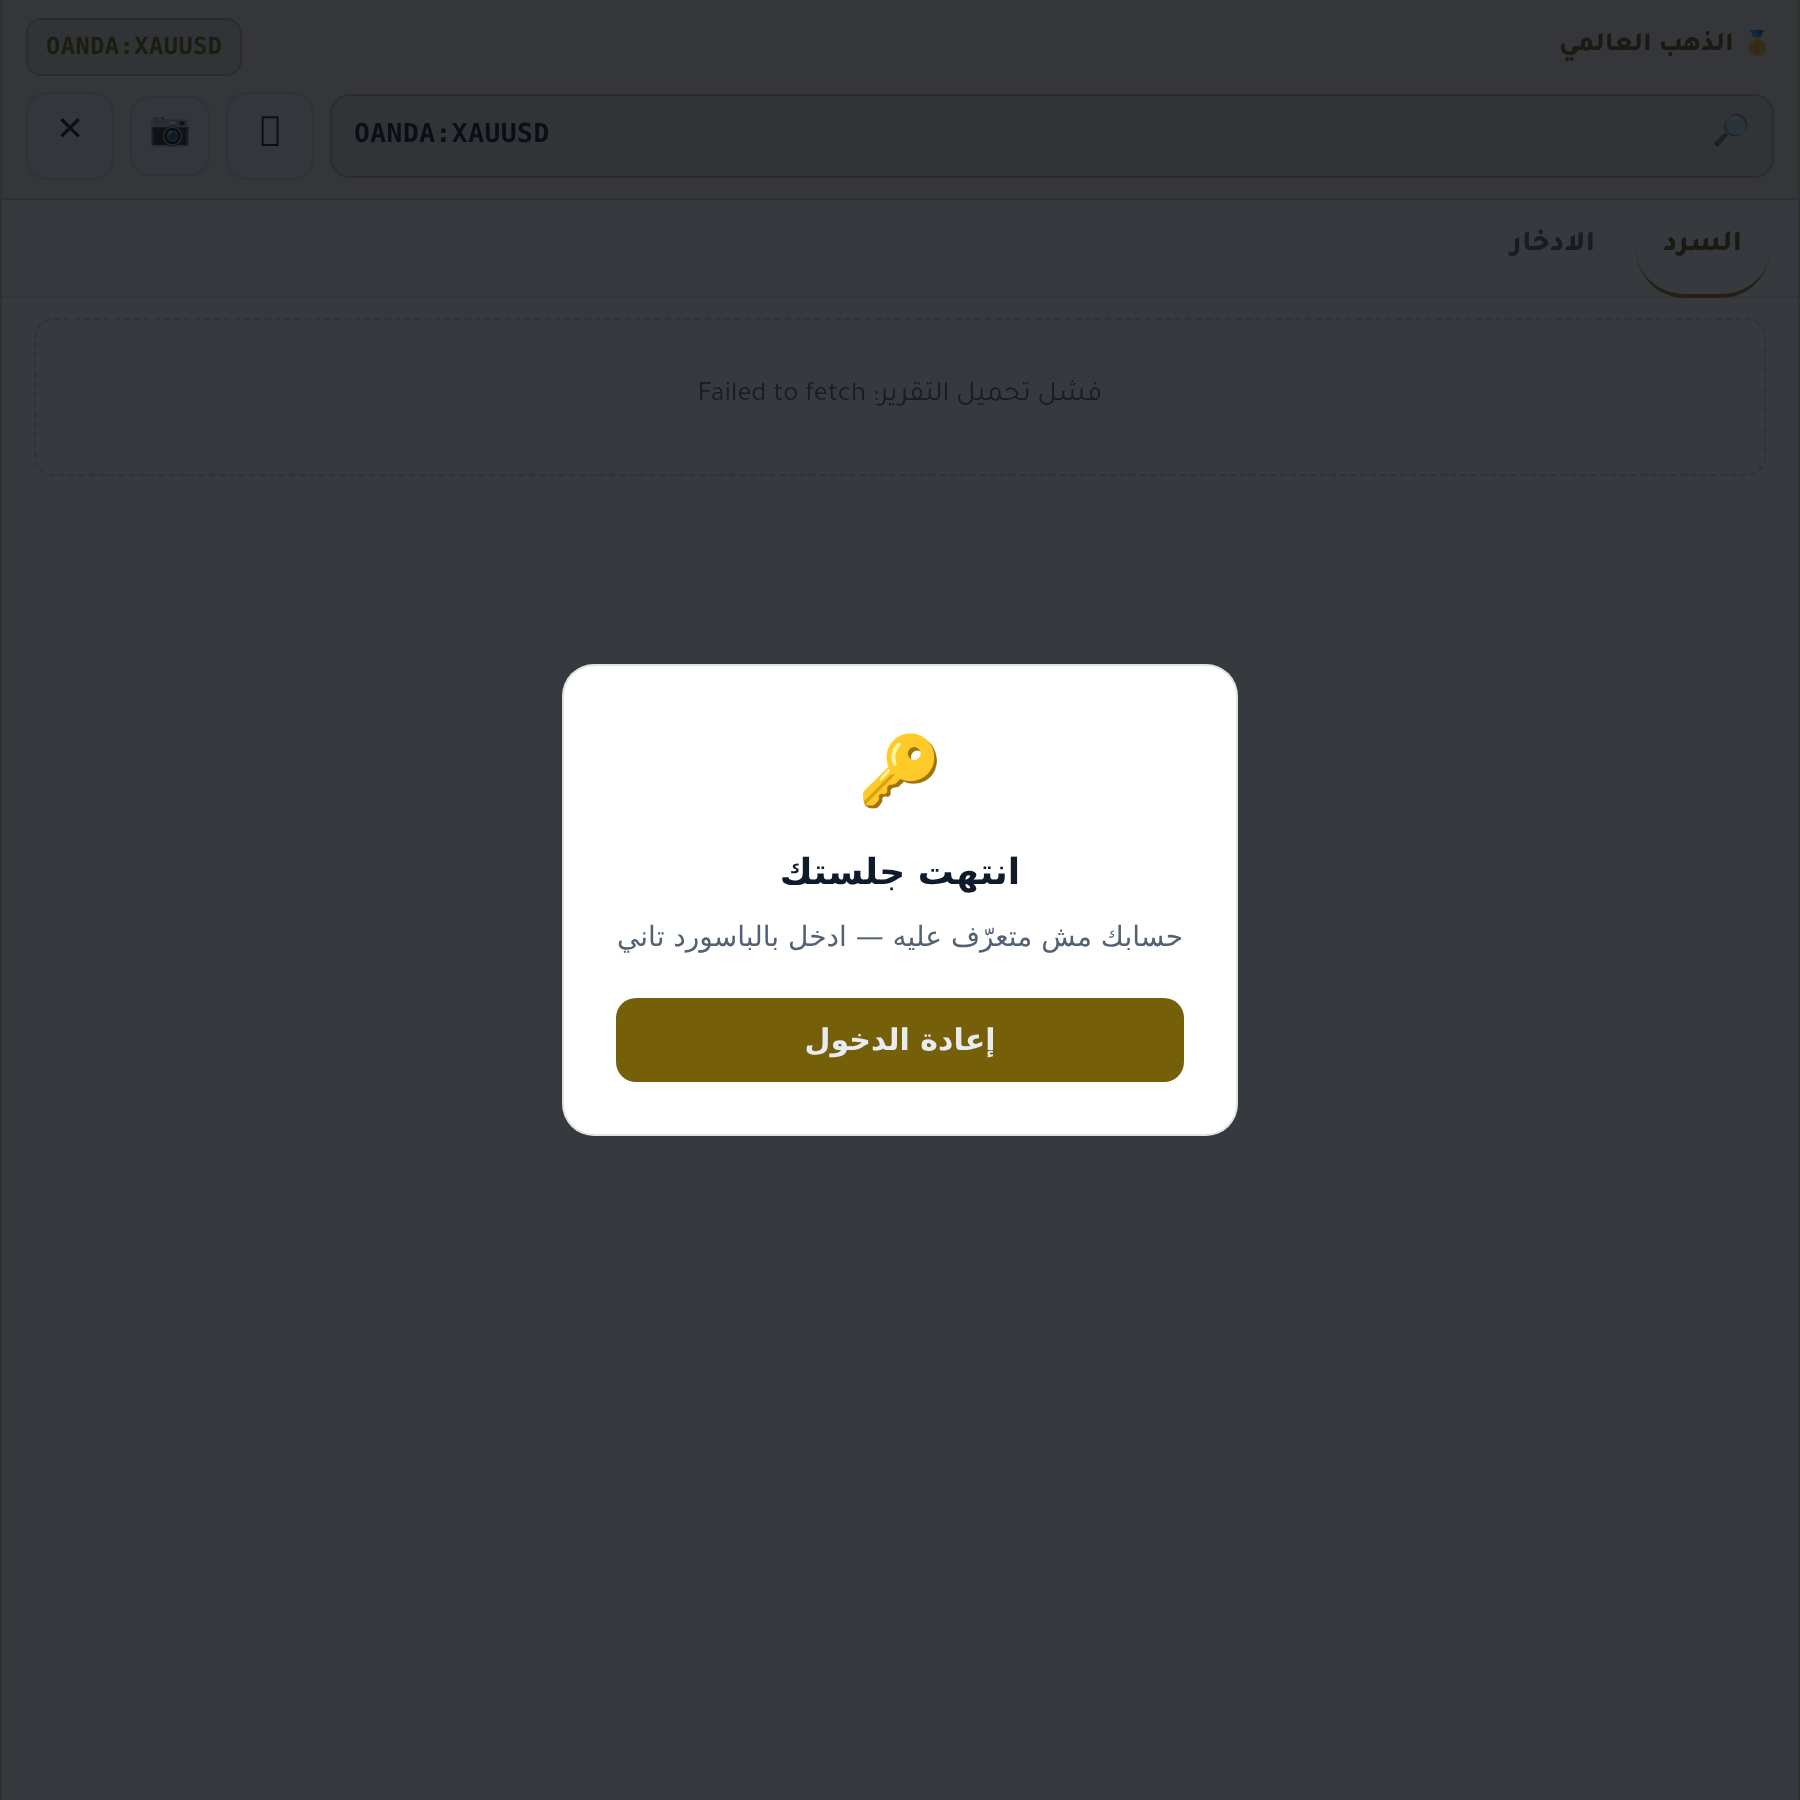 🥇 الذهب العالمي
OANDA:XAUUSD
OANDA:XAUUSD
السرد
الادخار
فشل تحميل التقرير: Failed to fetch
انتهت جلستك
حسابك مش متعرّف عليه — ادخل بالباسورد تاني
إعادة الدخول